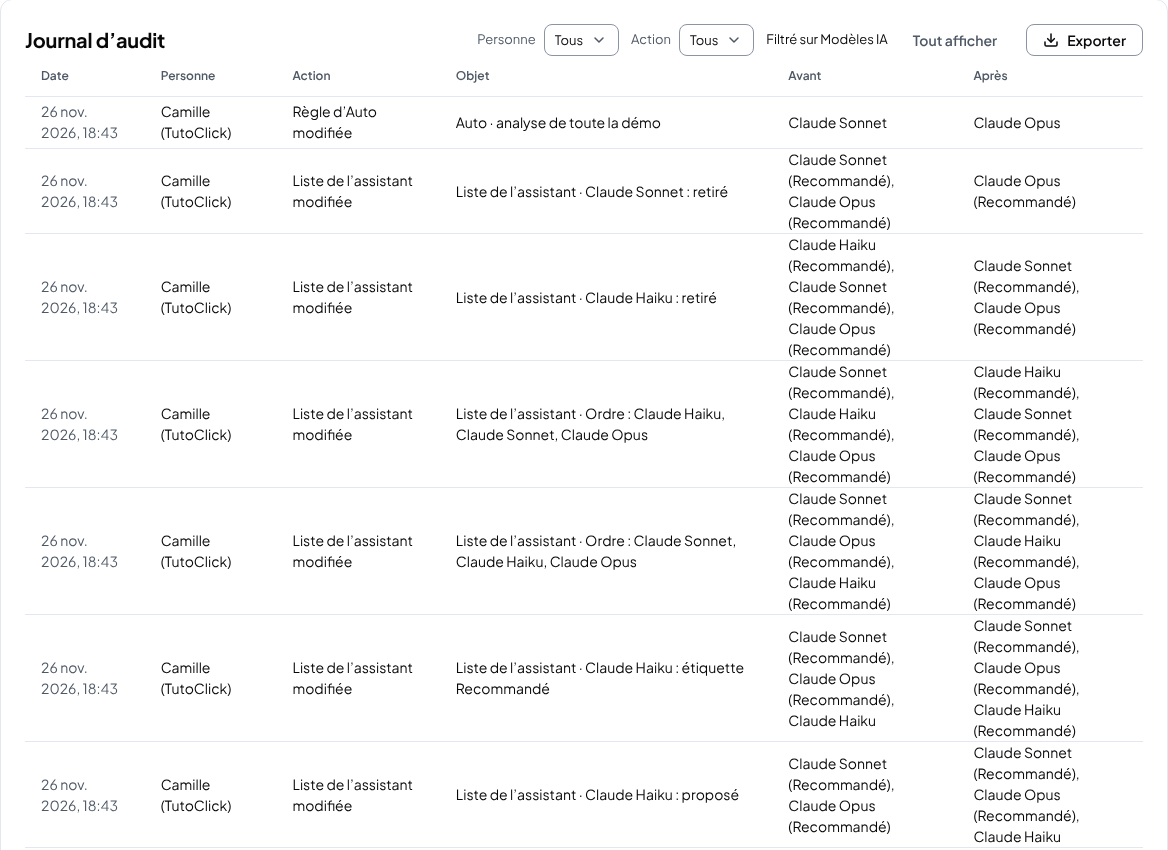 Journal d’audit
Personne Tous Action Tous Filtré sur Modèles IA Tout afficher Exporter
Date Personne Action Objet Avant Après
26 nov.
2026, 18:43
Camille
(TutoClick)
Règle d’Auto
modifiée
Auto · analyse de toute la démo
Claude Sonnet
Claude Opus
26 nov.
2026, 18:43
Camille
(TutoClick)
Liste de l’assistant
modifiée
Liste de l’assistant · Claude Sonnet : retiré
Claude Sonnet
(Recommandé),
Claude Opus
(Recommandé)
Claude Opus
(Recommandé)
26 nov.
2026, 18:43
Camille
(TutoClick)
Liste de l’assistant
modifiée
Liste de l’assistant · Claude Haiku : retiré
Claude Haiku
(Recommandé),
Claude Sonnet
(Recommandé),
Claude Opus
(Recommandé)
Claude Sonnet
(Recommandé),
Claude Opus
(Recommandé)
26 nov.
2026, 18:43
Camille
(TutoClick)
Liste de l’assistant
modifiée
Liste de l’assistant · Ordre : Claude Haiku,
Claude Sonnet, Claude Opus
Claude Sonnet
(Recommandé),
Claude Haiku
(Recommandé),
Claude Opus
(Recommandé)
Claude Haiku
(Recommandé),
Claude Sonnet
(Recommandé),
Claude Opus
(Recommandé)
26 nov.
2026, 18:43
Camille
(TutoClick)
Liste de l’assistant
modifiée
Liste de l’assistant · Ordre : Claude Sonnet,
Claude Haiku, Claude Opus
Claude Sonnet
(Recommandé),
Claude Opus
(Recommandé),
Claude Haiku
(Recommandé)
Claude Sonnet
(Recommandé),
Claude Haiku
(Recommandé),
Claude Opus
(Recommandé)
26 nov.
2026, 18:43
Camille
(TutoClick)
Liste de l’assistant
modifiée
Liste de l’assistant · Claude Haiku : étiquette
Recommandé
Claude Sonnet
(Recommandé),
Claude Opus
(Recommandé),
Claude Haiku
Claude Sonnet
(Recommandé),
Claude Opus
(Recommandé),
Claude Haiku
(Recommandé)
26 nov.
2026, 18:43
Camille
(TutoClick)
Liste de l’assistant
modifiée
Liste de l’assistant · Claude Haiku : proposé
Claude Sonnet
(Recommandé),
Claude Opus
(Recommandé)
Claude Sonnet
(Recommandé),
Claude Opus
(Recommandé),
Claude Haiku